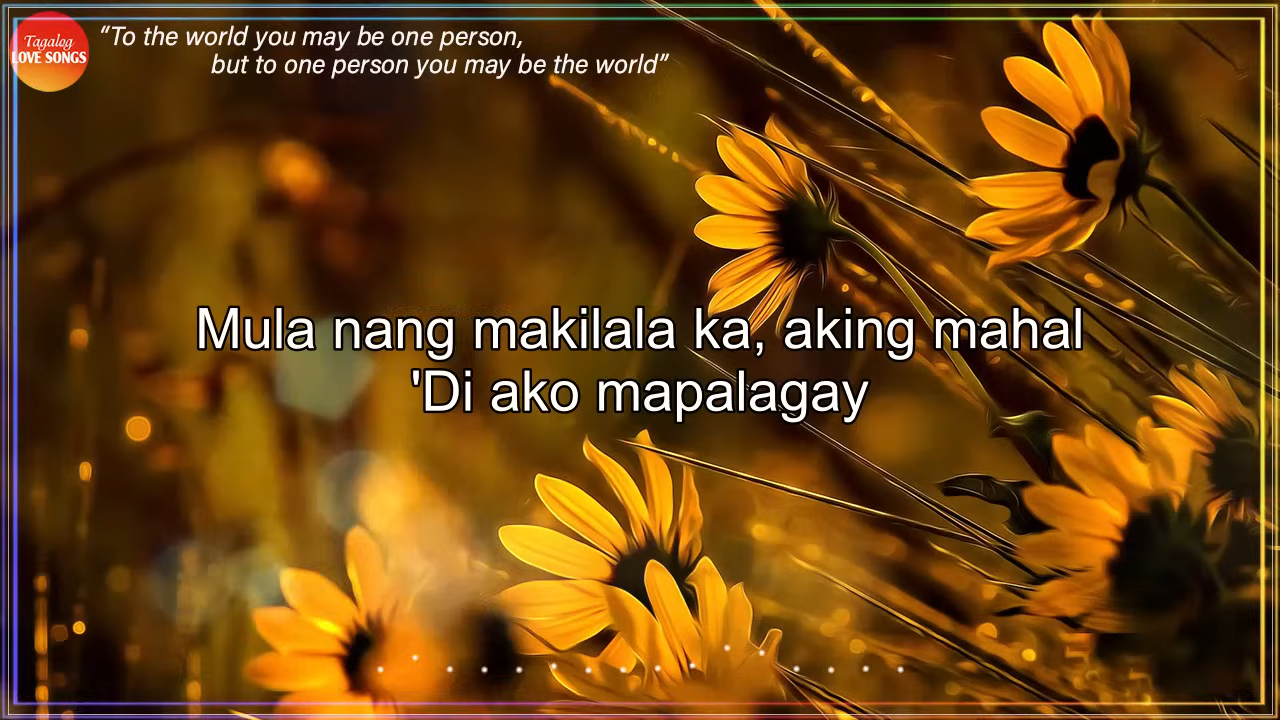 Tagalog
LOVE SONGS
“To the world you may be one person,
but to one person you may be the world”
Mula nang makilala ka, aking mahal
'Di ako mapalagay